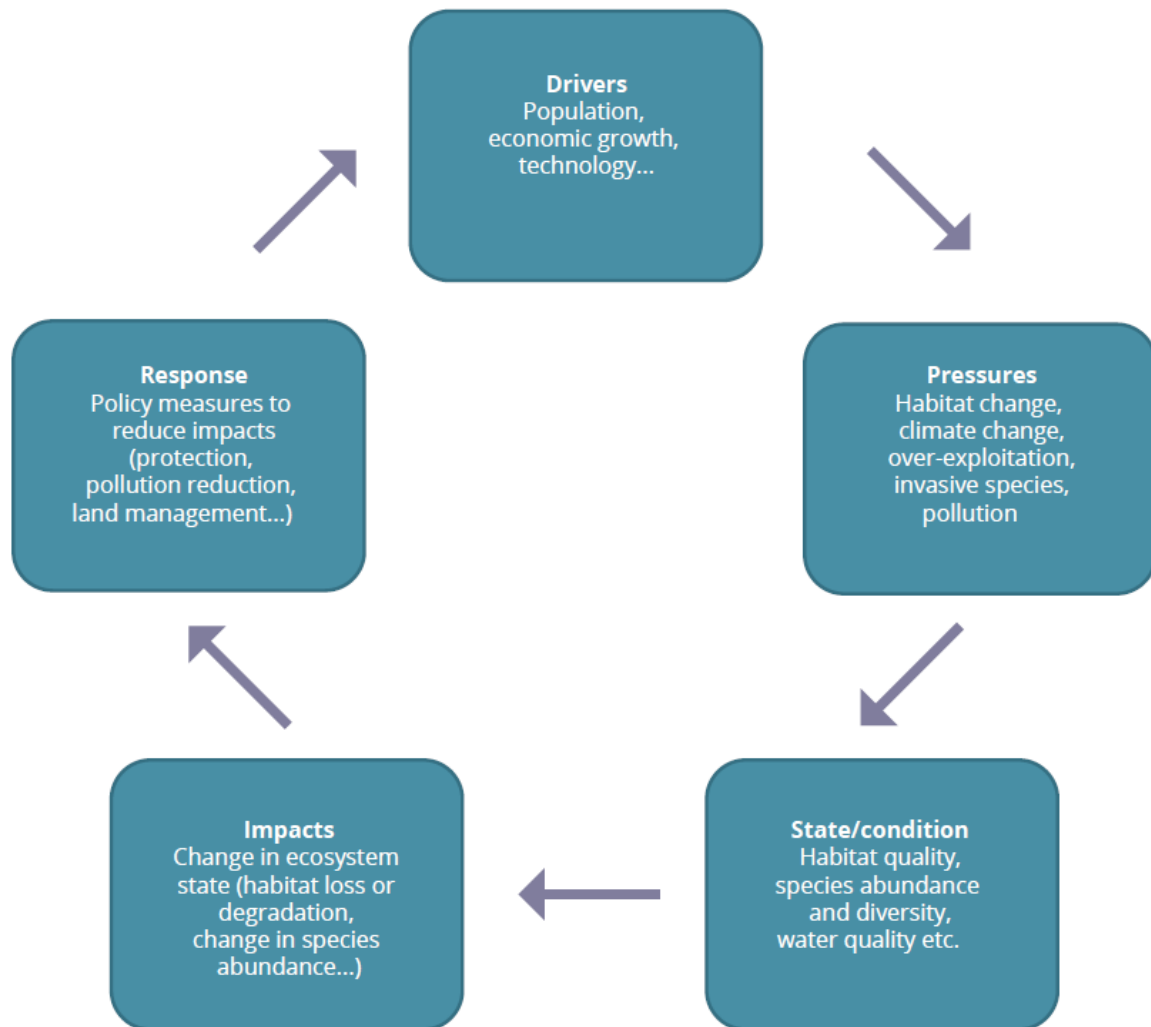 Drivers
Population,
economic growth,
technology...
Pressures
Habitat change,
climate change,
over-exploitation,
invasive species,
pollution
State/condition
Habitat quality,
species abundance
and diversity,
water quality etc.
Impacts
Change in ecosystem
state (habitat loss or
degradation,
change in species
abundance...)
Response
Policy measures to
reduce impacts
(protection,
pollution reduction,
land management...)